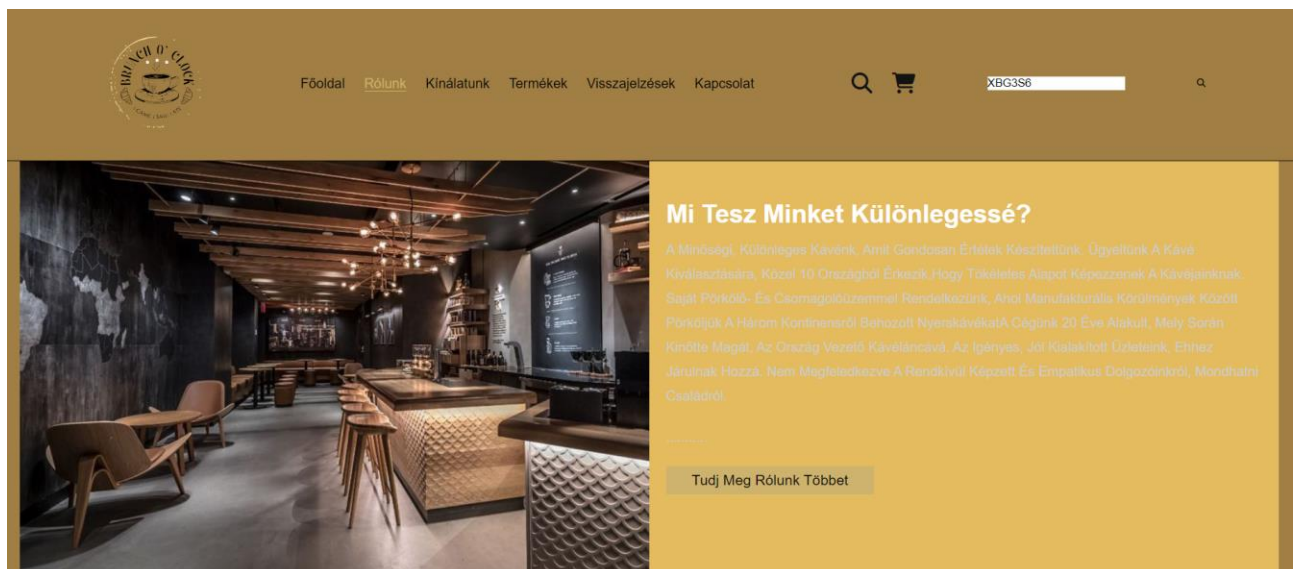 BRUNCH O' CLOCK
Főoldal Rólunk Kínálatunk Termékek Visszajelzések Kapcsolat XBG3S6
Mi Tesz Minket Különlegessé?
A Minőségi, Különleges Kávénk, Amit Gondosan Értétek Készítettünk. Ügyeltünk A Kávé
Kiválasztására, Közel 10 Országból Érkezik,Hogy Tökéletes Alapot Képezzenek A Kávéjainknak.
Saját Pörkölő- És Csomagolóüzemmel Rendelkezünk, Ahol Manufakturális Körülmények Között
Pörköljük A Három Kontinensről Behozott NyerskávékatA Cégünk 20 Éve Alakult, Mely Során
Kinőtte Magát, Az Ország Vezető Kávéláncává. Az Igényes, Jól Kialakított Üzleteink, Ehhez
Járulnak Hozzá. Nem Megfeledkezve A Rendkívül Képzett És Empatikus Dolgozóinkról, Mondhatni
Családról.
.......
Tudj Meg Rólunk Többet